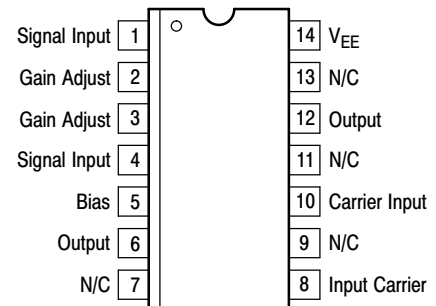 Signal Input 1
Gain Adjust 2
Gain Adjust 3
Signal Input 4
Bias 5
Output 6
N/C 7
14 VEE
13 N/C
12 Output
11 N/C
10 Carrier Input
9 N/C
8 Input Carrier